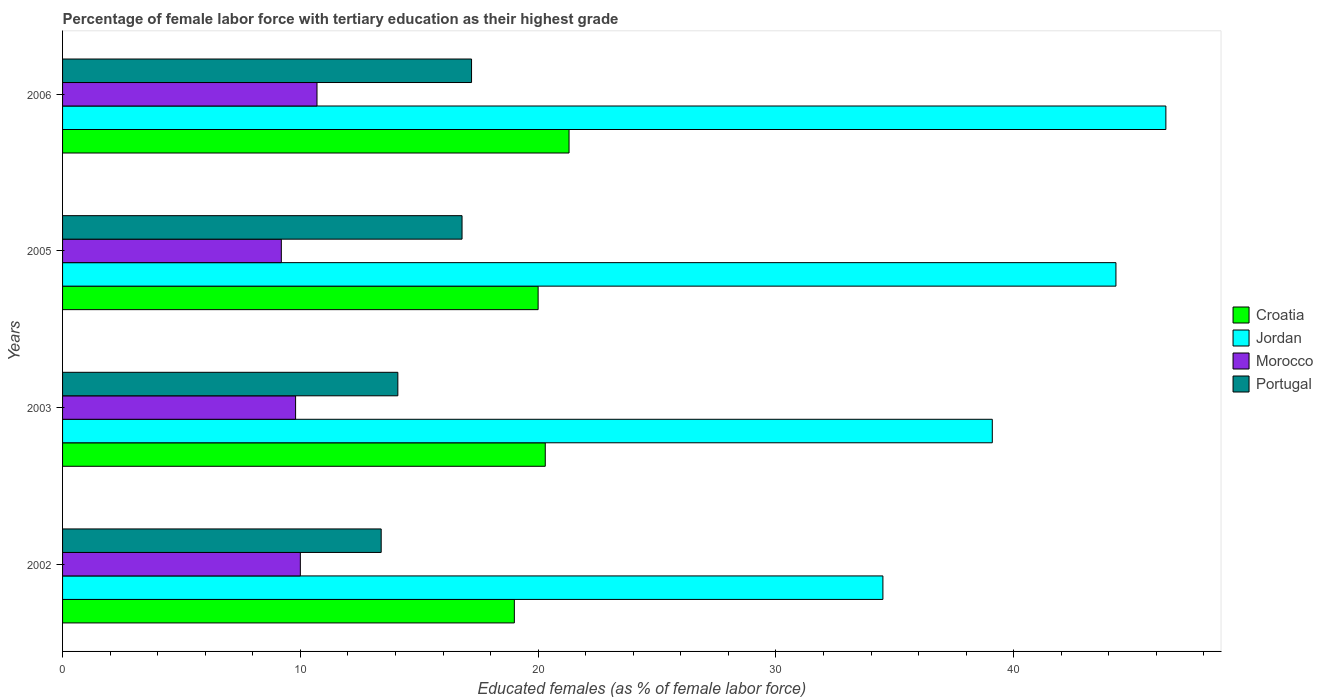 Percentage of female labor force with tertiary education as their highest grade
2006
2005
2003
2002
Years
0
10
20
30
40
Educated females (as % of female labor force)
Croatia
Jordan
Morocco
Portugal